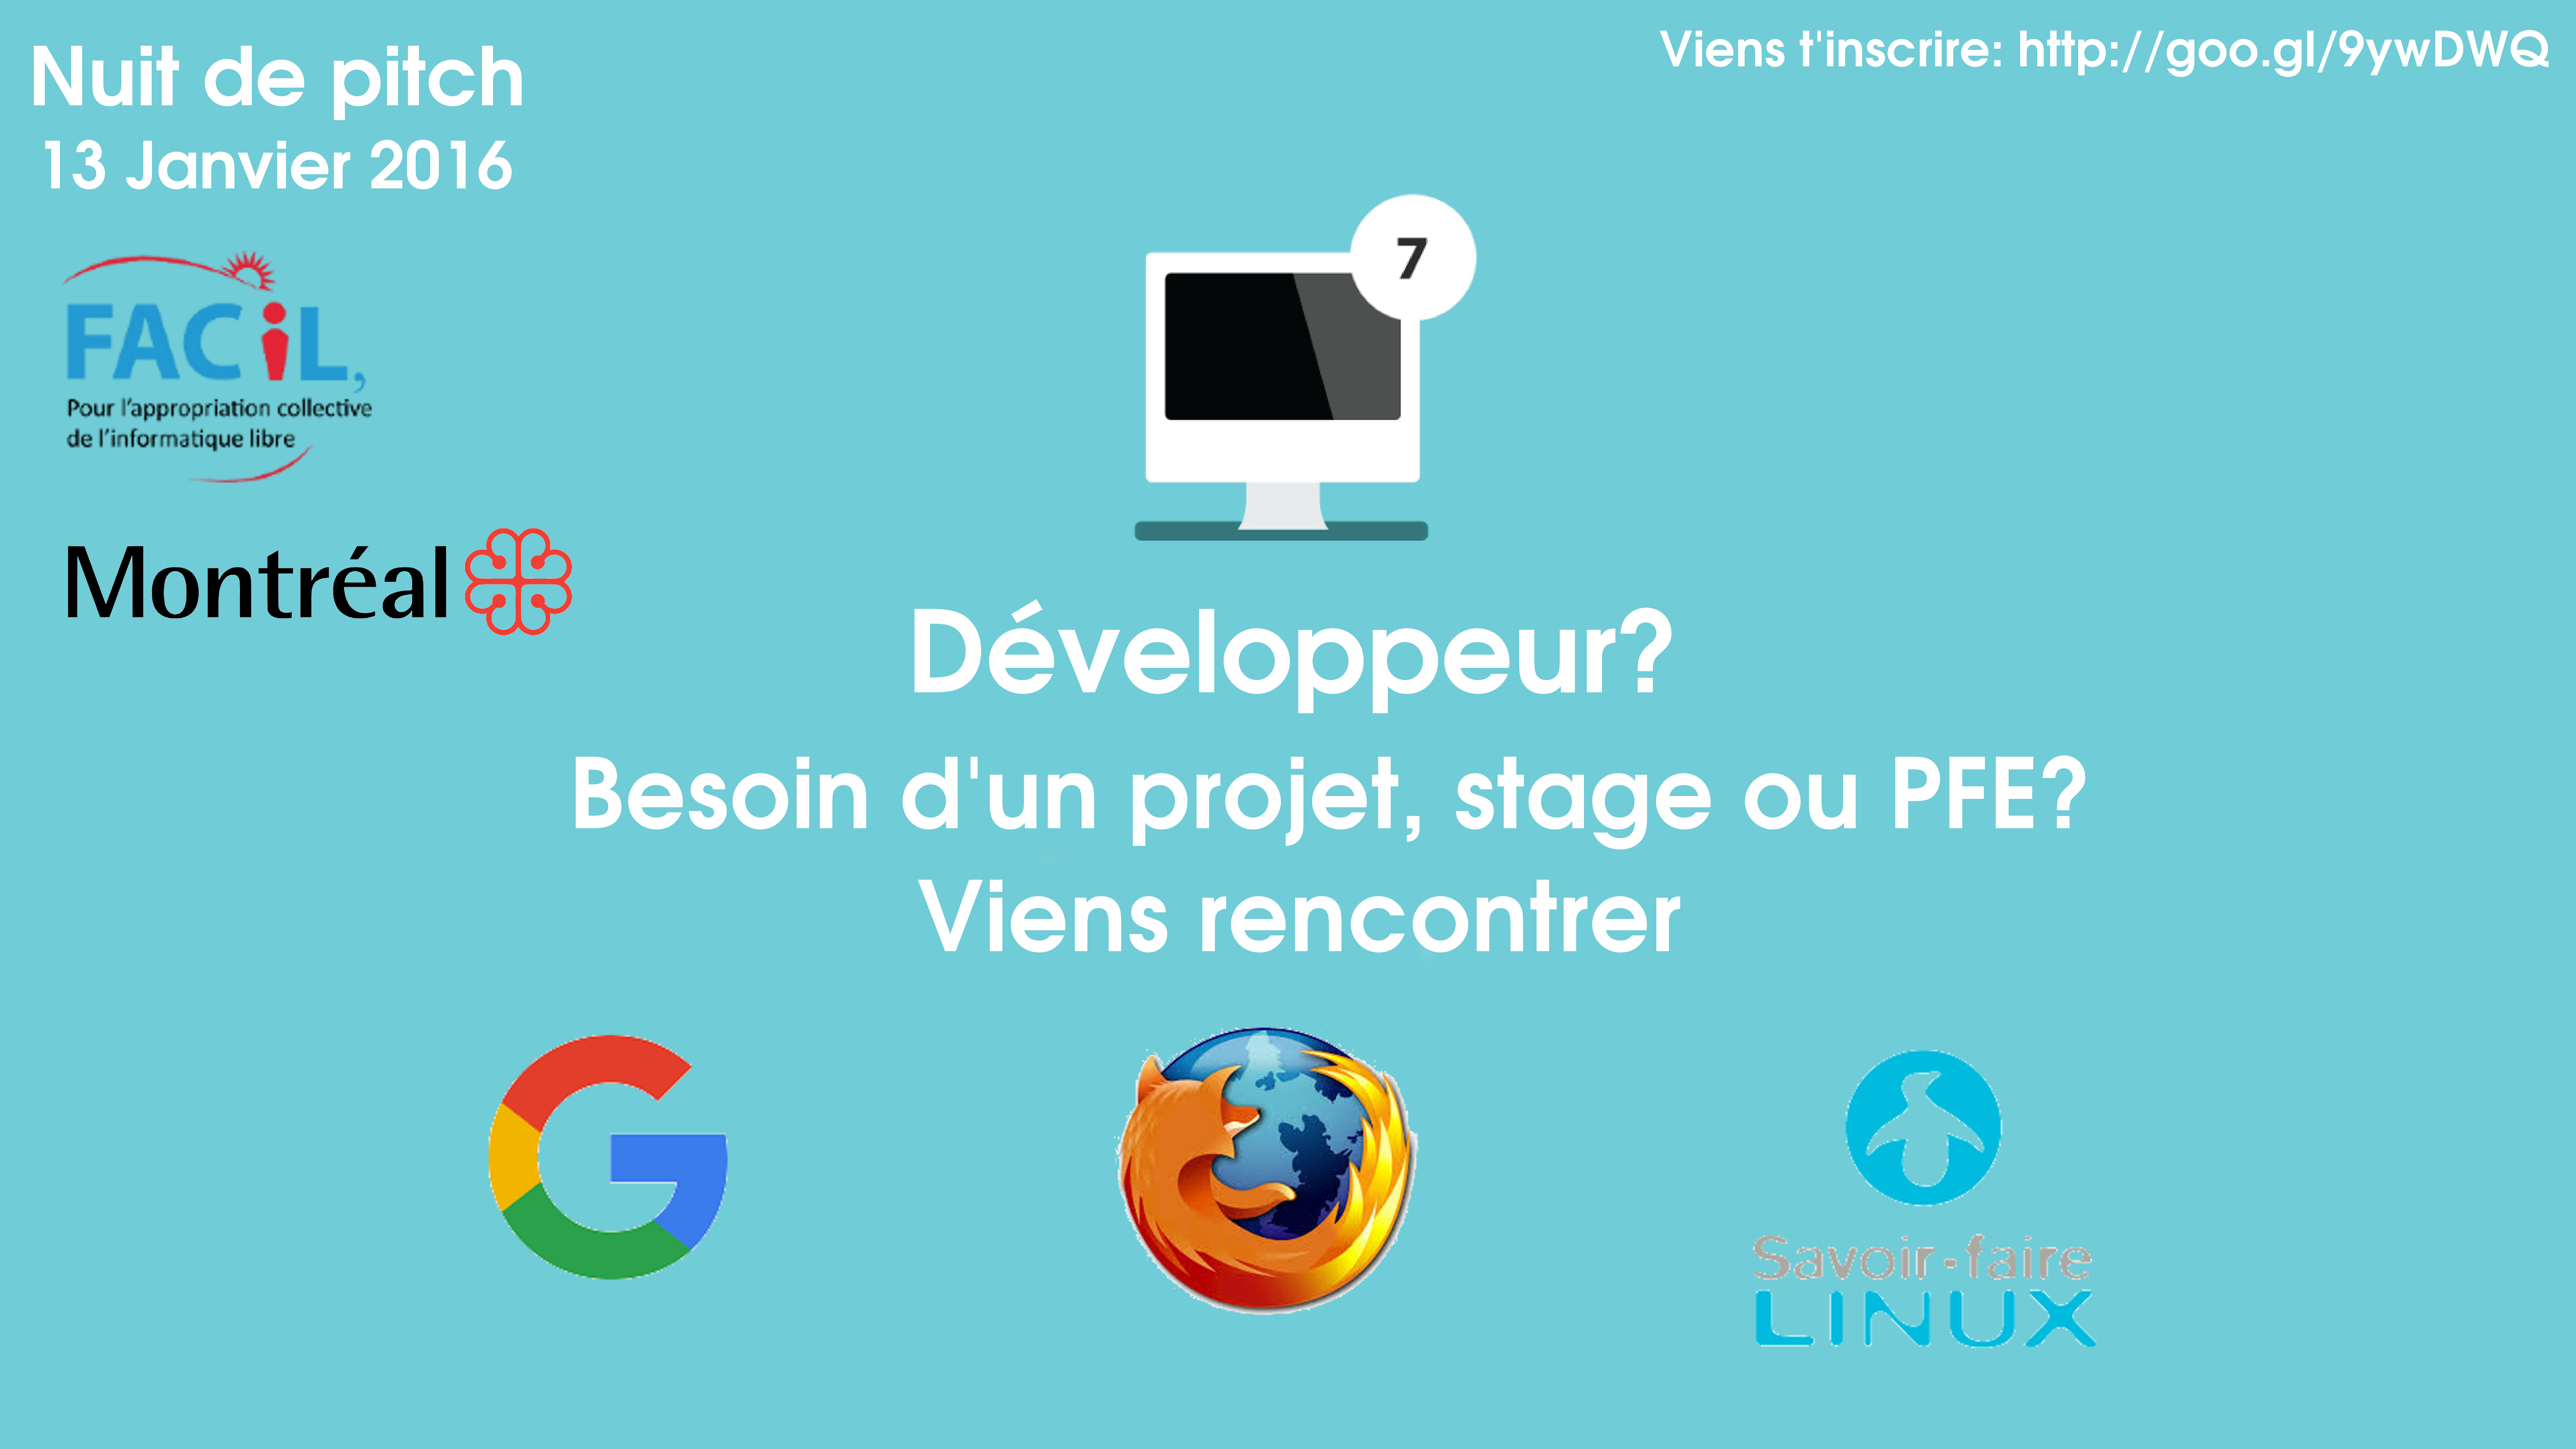 Nuit de pitch
13 Janvier 2016
Viens t'inscrire: http://goo.gl/9ywDWQ
7
FACiL,
Pour l'appropriation collective
de l'informatique libre
Montréal
Développeur?
Besoin d'un projet, stage ou PFE?
Viens rencontrer
G
Savoir-faire
LINUX